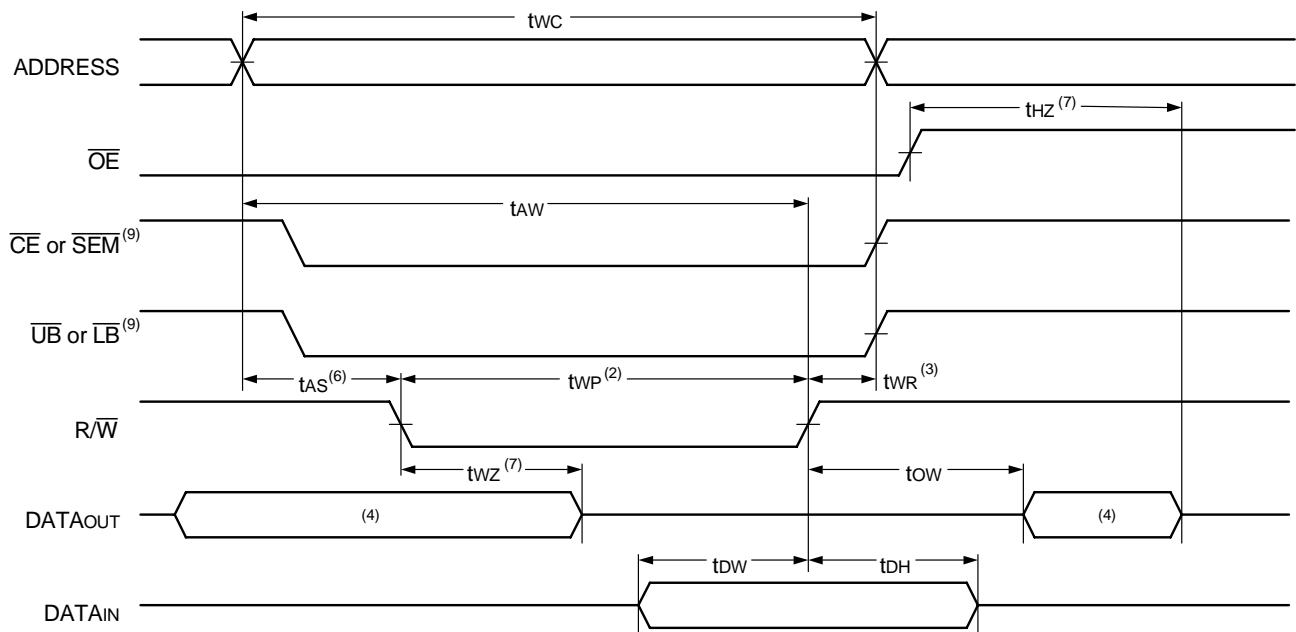 tWC
ADDRESS
tHZ (7)
OE
tAW
CE or SEM (9)
UB or LB (9)
tAS (6)
tWP (2)
tWR (3)
R/W
tWZ (7)
tOW
DATAOUT
(4)
(4)
tDW
tDH
DATAIN